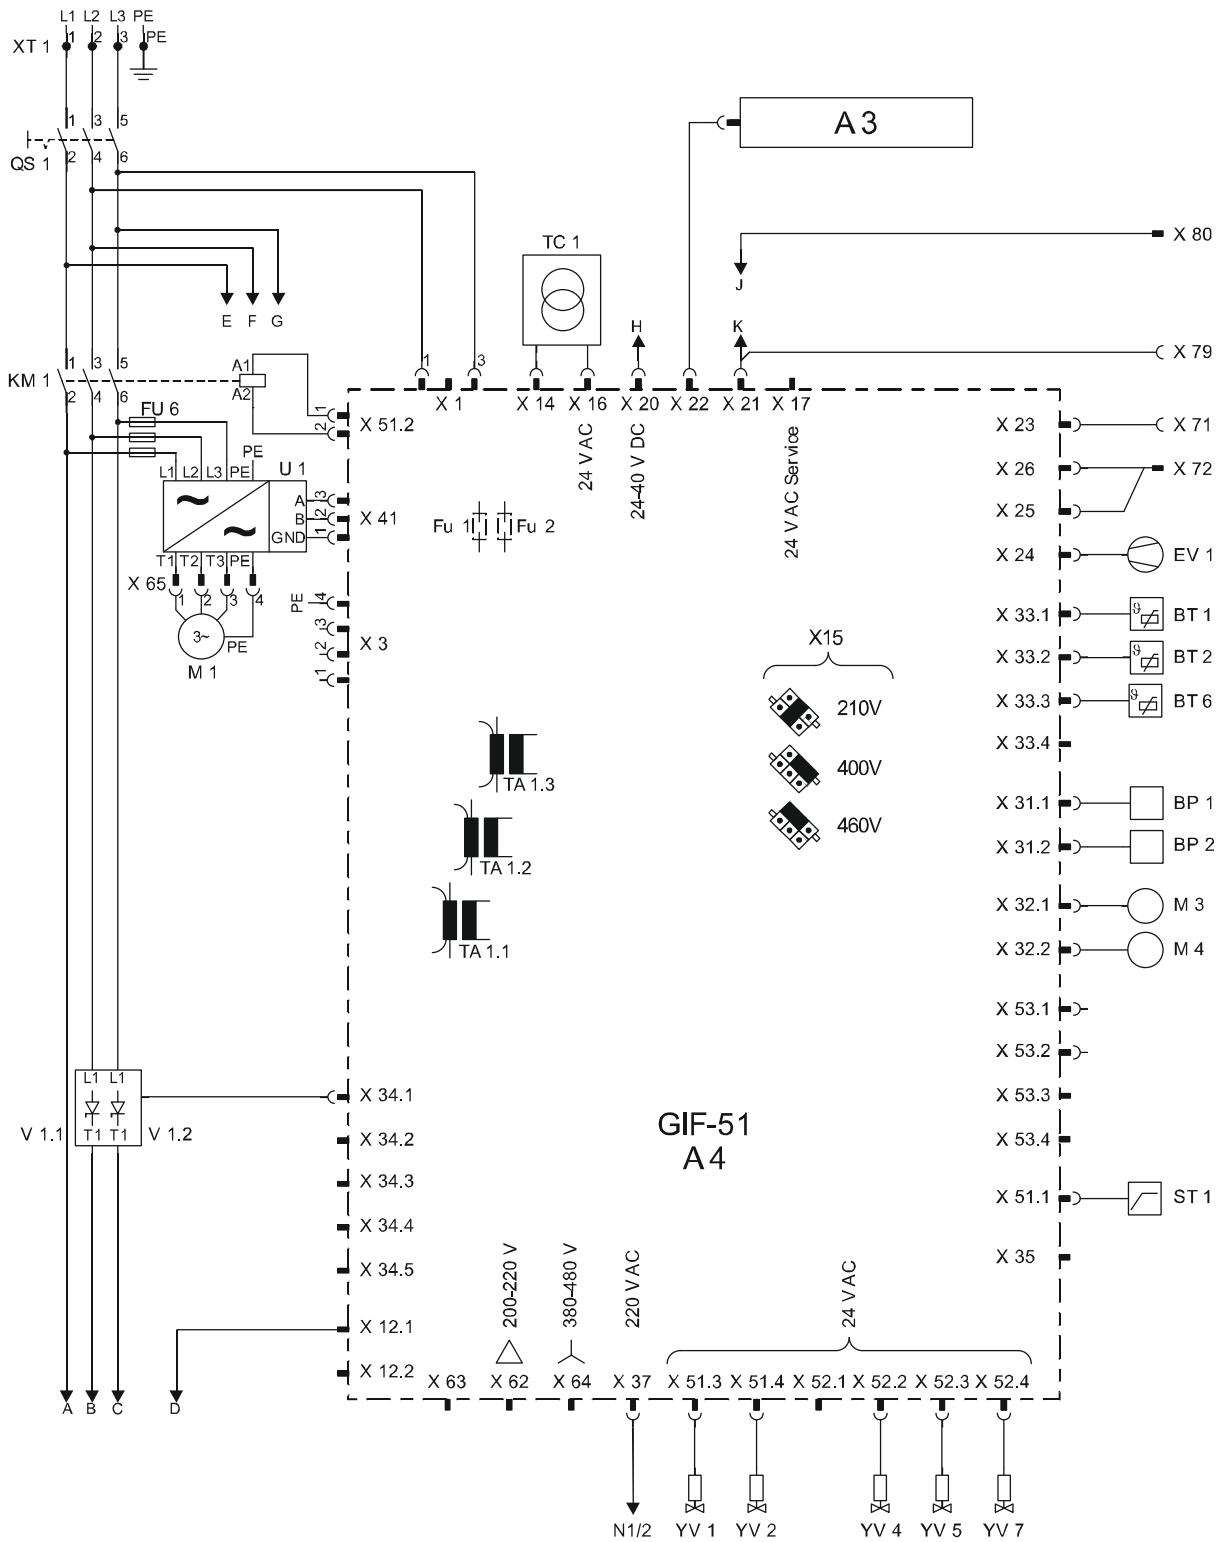 L1 L2 L3 PE
XT 1 1 2 3 PE
A 3
1 3 5
QS 1 2 4 6
X 80
TC 1
J
E F G
H K
X 79
1 3
KM 1 1 3 5 A1
2 4 6 A2
X 1 X 14 X 16 X 20 X 22 X 21 X 17
24 V AC
24-40 V DC
24 V AC Service
FU 6
1
2
X 51.2
X 23 X 71
X 26 X 72
X 25
PE
L1 L2 L3 PE U 1
A 3
B 2
GND 1
X 41
Fu 1 Fu 2
X 24 EV 1
T1 T2 T3 PE
X 65 1 2 3 4
3~
PE
M 1
PE 4
3
2
1
X 3
X 33.1 ϑ BT 1
X 33.2 ϑ BT 2
X 33.3 ϑ BT 6
X 33.4
X15
210V
400V
460V
TA 1.3
TA 1.2
TA 1.1
X 31.1 BP 1
X 31.2 BP 2
X 32.1 M 3
X 32.2 M 4
X 53.1
X 53.2
X 53.3
X 53.4
L1 L1
V 1.1 T1 T1 V 1.2
X 34.1
X 34.2
X 34.3
X 34.4
X 34.5
GIF-51
A 4
X 51.1 ST 1
X 35
X 12.1
X 12.2
200-220 V
380-480 V
220 V AC
24 V AC
X 63 X 62 X 64 X 37 X 51.3 X 51.4 X 52.1 X 52.2 X 52.3 X 52.4
A B C D
N1/2 YV 1 YV 2 YV 4 YV 5 YV 7